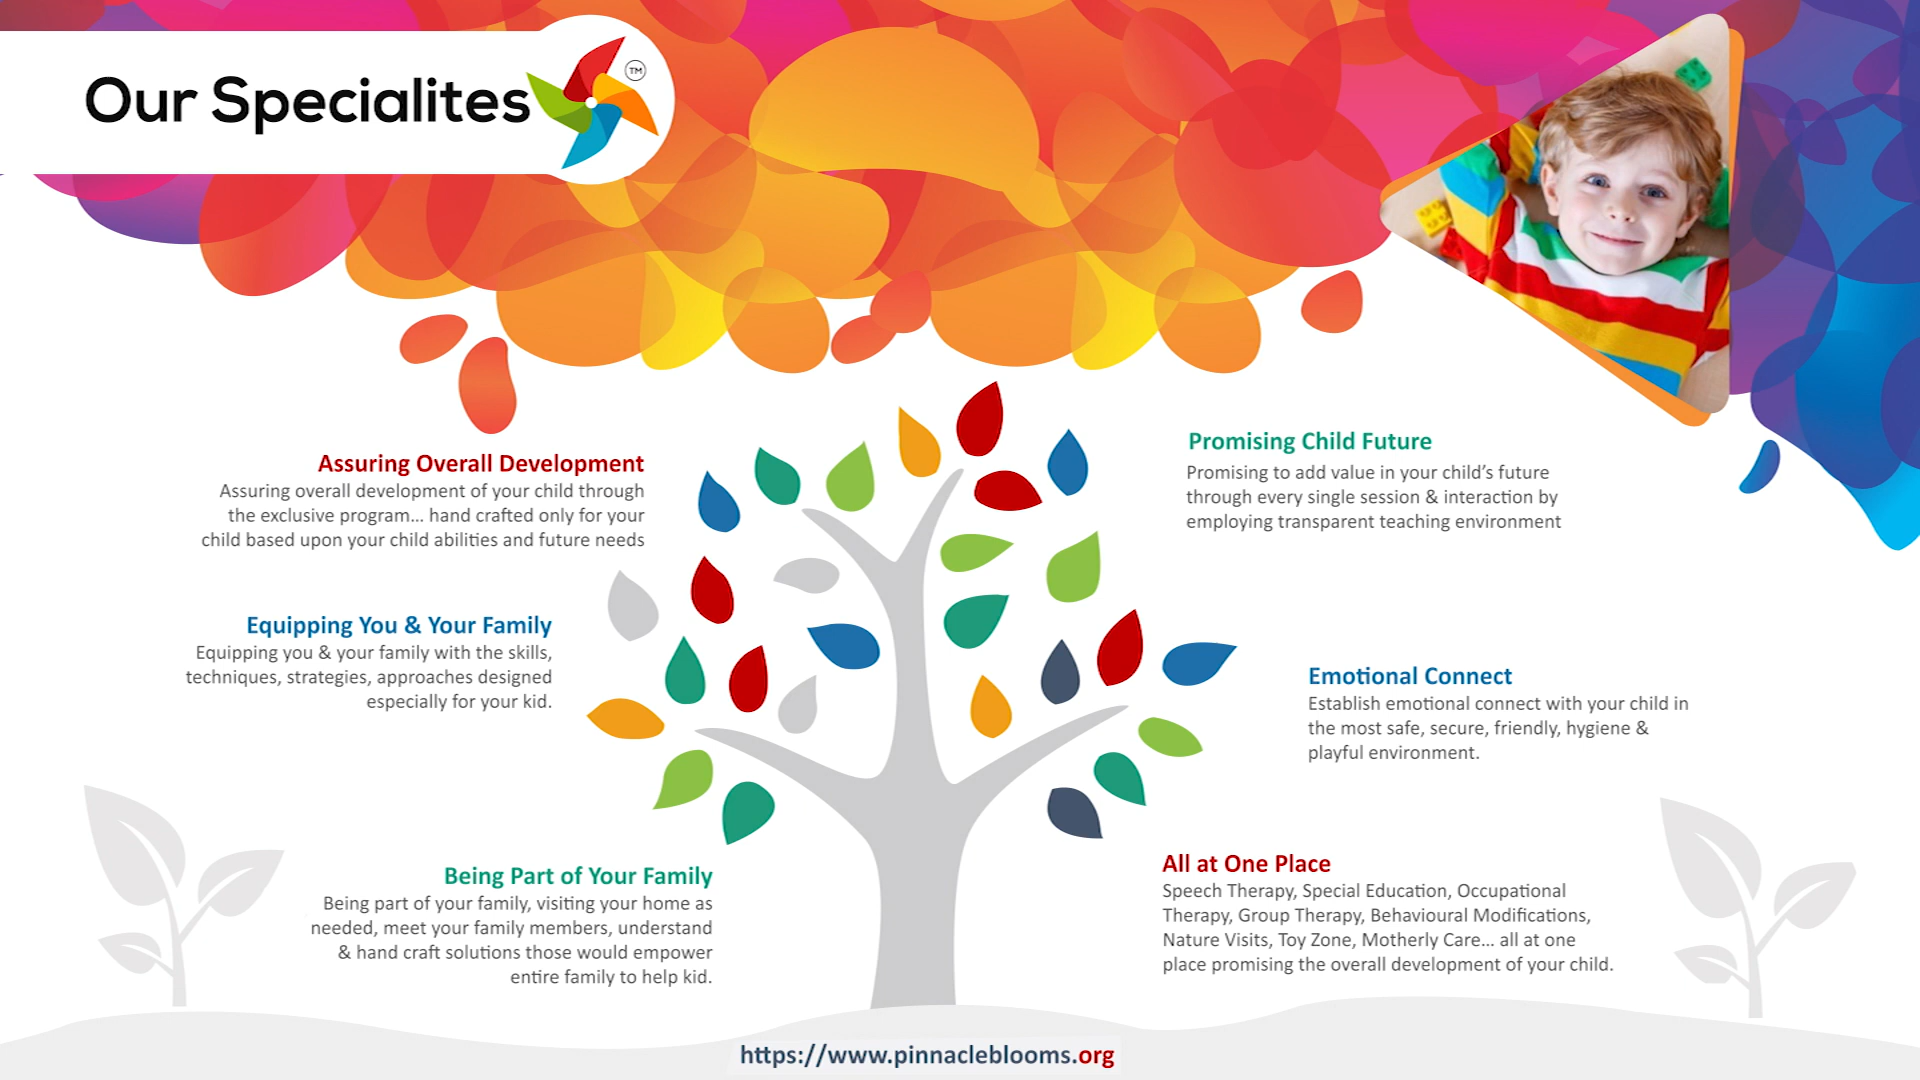 Our Specialites
TM
Assuring Overall Development
Assuring overall development of your child through
the exclusive program... hand crafted only for your
child based upon your child abilities and future needs
Equipping You & Your Family
Equipping you & your family with the skills,
techniques, strategies, approaches designed
especially for your kid.
Being Part of Your Family
Being part of your family, visiting your home as
needed, meet your family members, understand
& hand craft solutions those would empower
entire family to help kid.
Promising Child Future
Promising to add value in your child's future
through every single session & interaction by
employing transparent teaching environment
Emotional Connect
Establish emotional connect with your child in
the most safe, secure, friendly, hygiene &
playful environment.
All at One Place
Speech Therapy, Special Education, Occupational
Therapy, Group Therapy, Behavioural Modifications,
Nature Visits, Toy Zone, Motherly Care... all at one
place promising the overall development of your child.
https://www.pinnacleblooms.org